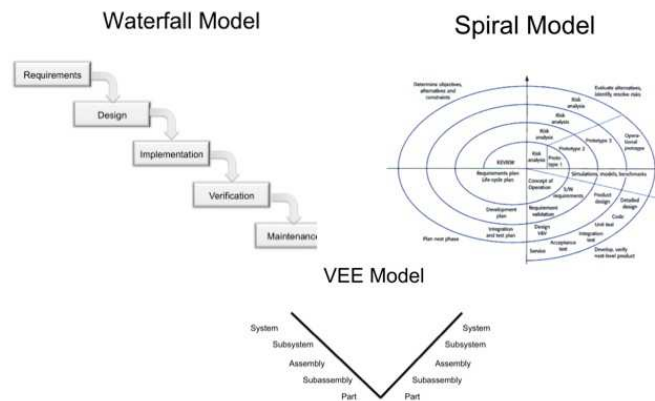 Waterfall Model
Requirements
Design
Implementation
Verification
Maintenance
Spiral Model
Determine objectives,
alternatives and
constraints
Evaluate alternatives,
identify, resolve risks
Risk
analysis
Risk
analysis
Risk
analysis
Risk
analysis
Proto-
type 1
Prototype 2
Prototype 3
Opera-
tional
prototype
REVIEW
Requirements plan
Life-cycle plan
Concept of
Operation
Simulations, models, benchmarks
S/W
requirements
Product
design
Detailed
design
Development
plan
Requirement
validation
Code
Unit test
Integration
and test plan
Design
V&V
Integration
test
Plan next phase
Acceptance
test
Service
Develop, verify
next-level product
VEE Model
System
Subsystem
Assembly
Subassembly
Part
System
Subsystem
Assembly
Subassembly
Part